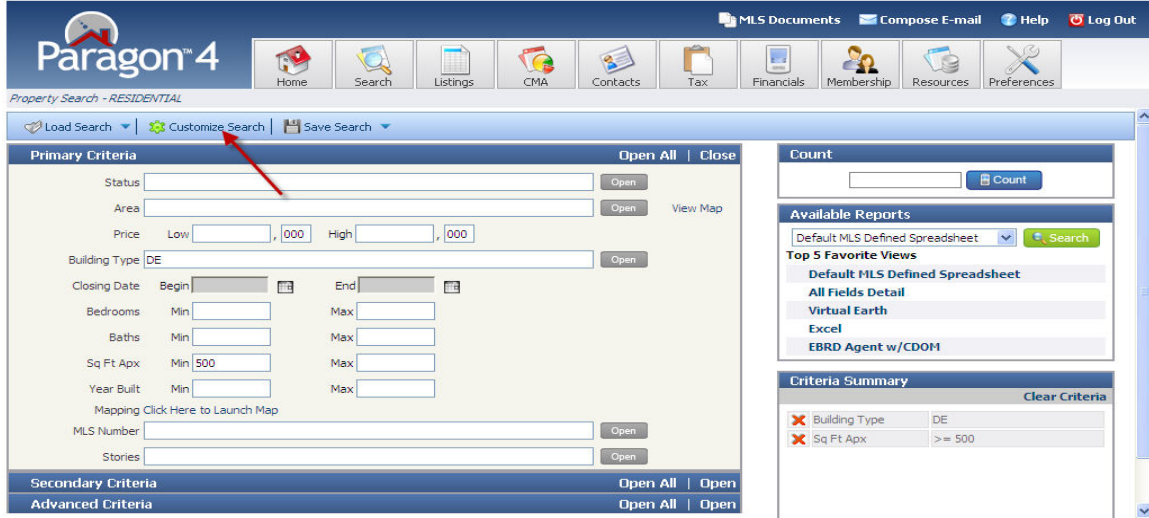 MLS Documents Compose E-mail Help Log Out
Paragon™ 4
Home Search Listings CMA Contacts Tax Financials Membership Resources Preferences
Property Search - RESIDENTIAL
Load Search Customize Search Save Search
Primary Criteria Open All | Close
Status Open
Area Open View Map
Price Low , 000 High , 000
Building Type DE Open
Closing Date Begin End
Bedrooms Min Max
Baths Min Max
Sq Ft Apx Min 500 Max
Year Built Min Max
Mapping Click Here to Launch Map
MLS Number Open
Stories Open
Secondary Criteria Open All | Open
Advanced Criteria Open All | Open
Count
Count
Available Reports
Default MLS Defined Spreadsheet Search
Top 5 Favorite Views
Default MLS Defined Spreadsheet
All Fields Detail
Virtual Earth
Excel
EBRD Agent w/CDOM
Criteria Summary
Clear Criteria
Building Type DE
Sq Ft Apx >= 500